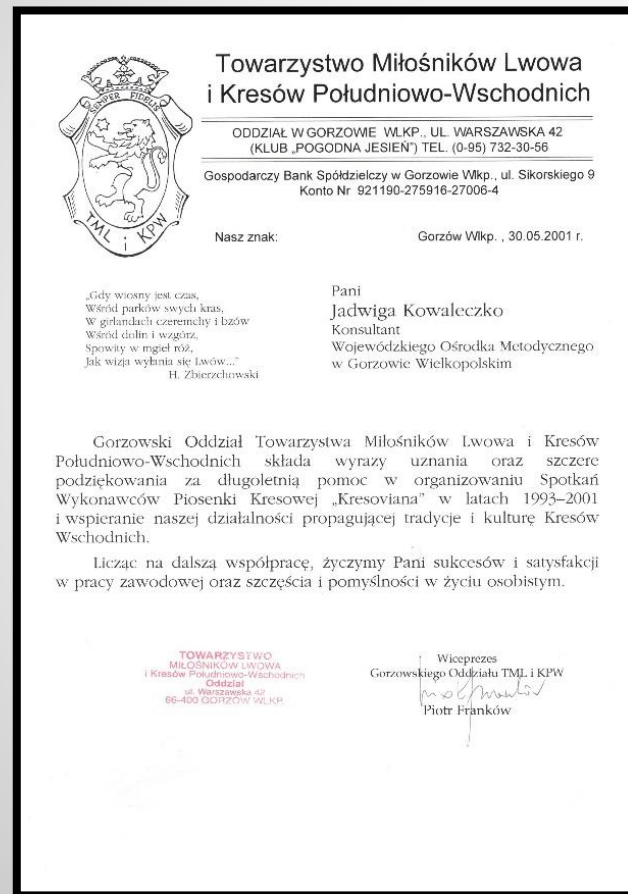 SEMPER FIDELIS
TML i KPW
Towarzystwo Miłośników Lwowa
i Kresów Południowo-Wschodnich
ODDZIAŁ W GORZOWIE WLKP., UL. WARSZAWSKA 42
(KLUB „POGODNA JESIEŃ”) TEL. (0-95) 732-30-56
Gospodarczy Bank Spółdzielczy w Gorzowie Wlkp., ul. Sikorskiego 9
Konto Nr 921190-275916-27006-4
Nasz znak:
Gorzów Wlkp. , 30.05.2001 r.
„Gdy wiosny jest czas,
Wśród parków swych kras,
W girlandach czeremchy i bzów
Wśród dolin i wzgórz,
Spowity w mgieł róż,
Jak wizja wyłania się Lwów...”
H. Zbierzchowski
Pani
Jadwiga Kowaleczko
Konsultant
Wojewódzkiego Ośrodka Metodycznego
w Gorzowie Wielkopolskim
Gorzowski Oddział Towarzystwa Miłośników Lwowa i Kresów
Południowo-Wschodnich składa wyrazy uznania oraz szczere
podziękowania za długoletnią pomoc w organizowaniu Spotkań
Wykonawców Piosenki Kresowej „Kresoviana” w latach 1993–2001
i wspieranie naszej działalności propagującej tradycje i kulturę Kresów
Wschodnich.
Licząc na dalszą współpracę, życzymy Pani sukcesów i satysfakcji
w pracy zawodowej oraz szczęścia i pomyślności w życiu osobistym.
TOWARZYSTWO
MIŁOŚNIKÓW LWOWA
i Kresów Południowo-Wschodnich
Oddział
ul. Warszawska 42
66-400 GORZÓW WLKP.
Wiceprezes
Gorzowskiego Oddziału TML i KPW
Piotr Franków